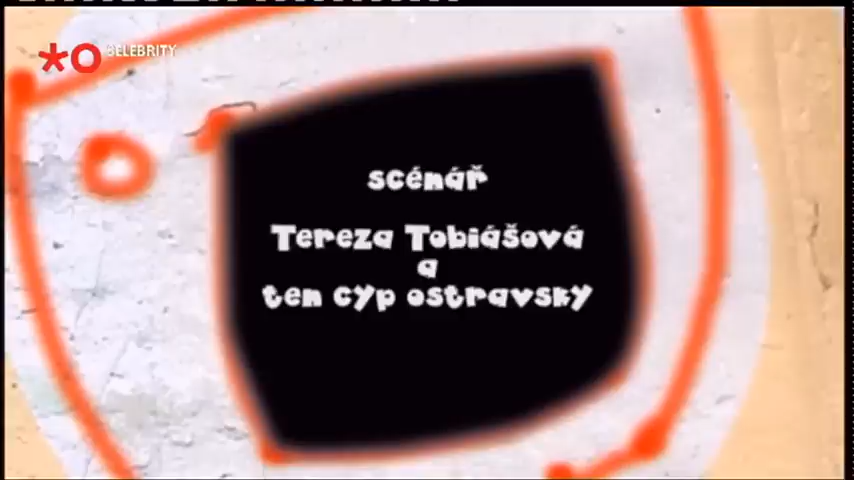 CELEBRITY
scénář
Tereza Tobiášová
a
ten cyp ostravsky